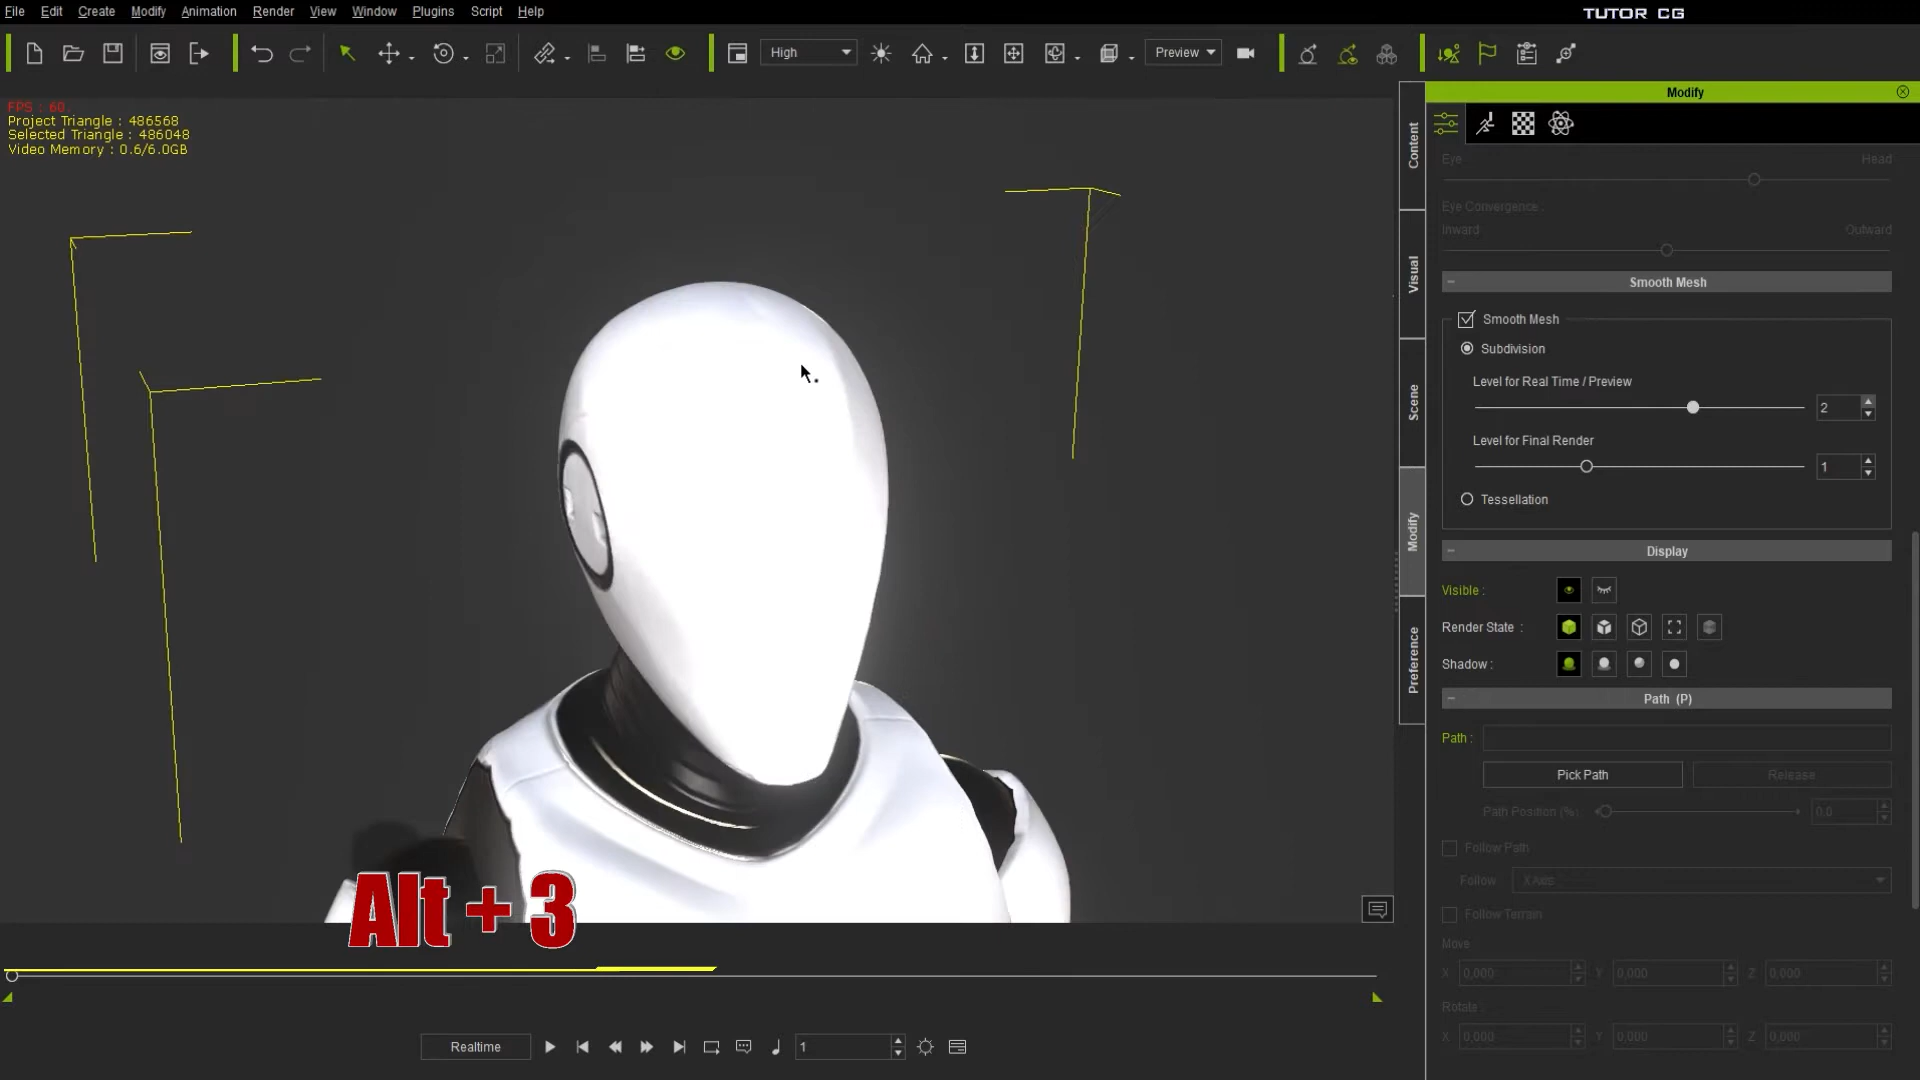 File Edit Create Modify Animation Render View Window Plugins Script Help
TUTOR CG
High
Preview
FPS : 60.
Project Triangle : 486568
Selected Triangle : 486048
Video Memory : 0.6/6.0GB
Content
Visual
Scene
Modify
Preference
Modify
Eye Head
Eye Convergence :
Inward Outward
Smooth Mesh
Smooth Mesh
Subdivision
Level for Real Time / Preview
2
Level for Final Render
1
Tessellation
Display
Visible :
Render State :
Shadow :
Path (P)
Path :
Pick Path Release
Path Position (%: 0.0
Follow Path
Follow X Axis
Follow Terrain
Move
X 0,000 Y 0,000 Z 0,000
Rotate :
X 0,000 Y 0,000 Z 0,000
Alt + 3
Realtime 1